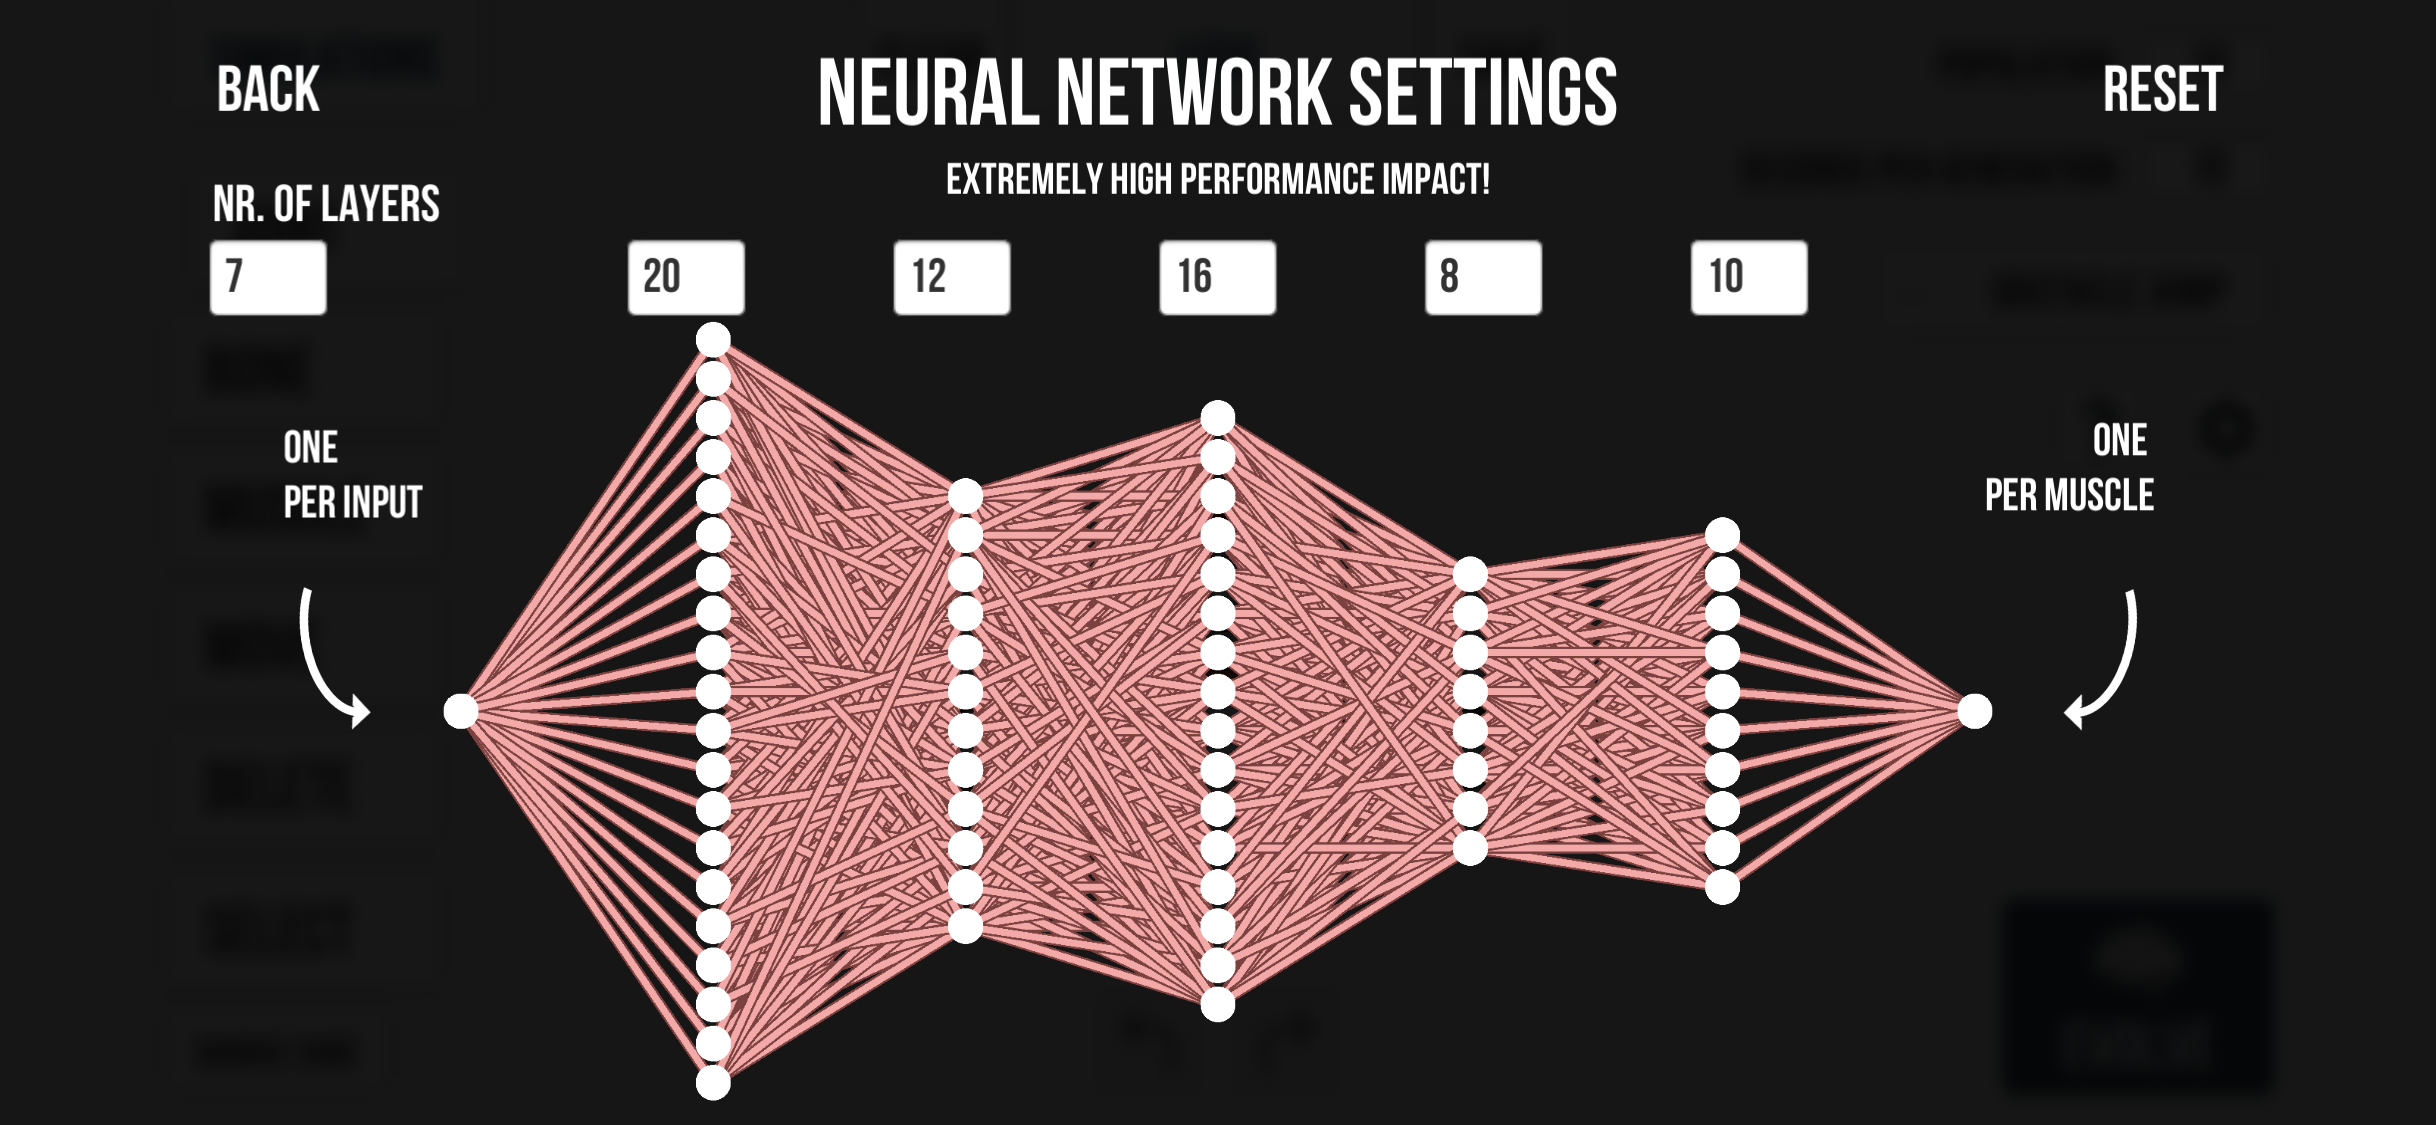 BACK
NEURAL NETWORK SETTINGS
RESET
EXTREMELY HIGH PERFORMANCE IMPACT!
NR. OF LAYERS
7
20
12
16
8
10
ONE
PER INPUT
ONE
PER MUSCLE